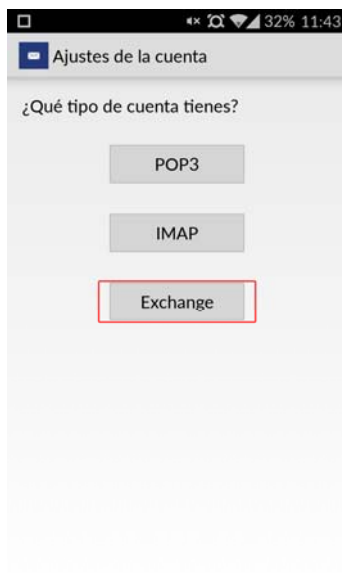 32% 11:43
Ajustes de la cuenta
¿Qué tipo de cuenta tienes?
POP3
IMAP
Exchange